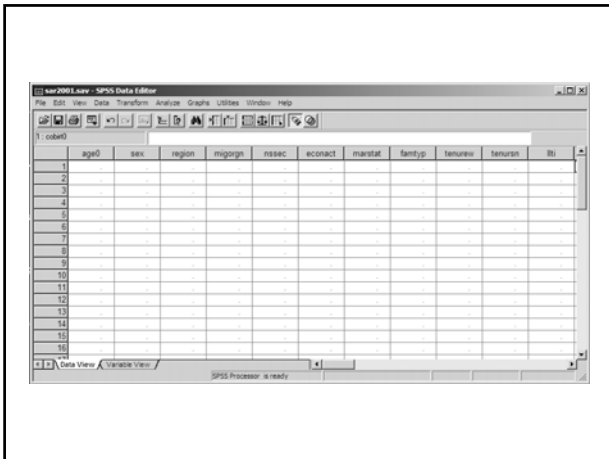 sar2001.sav - SPSS Data Editor
File Edit View Data Transform Analyze Graphs Utilities Window Help
1 : cobirt0
age0 sex region migorgn nssec econact marstat famtyp tenurew tenursn llti
1
2
3
4
5
6
7
8
9
10
11
12
13
14
15
16
Data View Variable View
SPSS Processor is ready